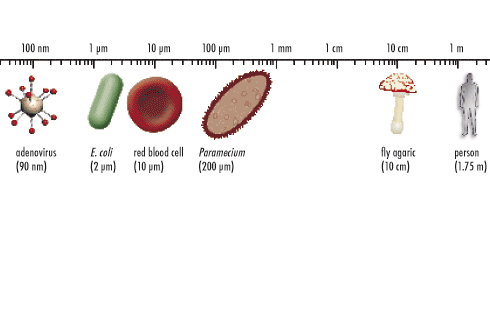 100 nm 1 µm 10 µm 100 µm 1 mm 1 cm 10 cm 1 m
adenovirus E. coli red blood cell Paramecium fly agaric person
(90 nm) (2 µm) (10 µm) (200 µm) (10 cm) (1.75 m)